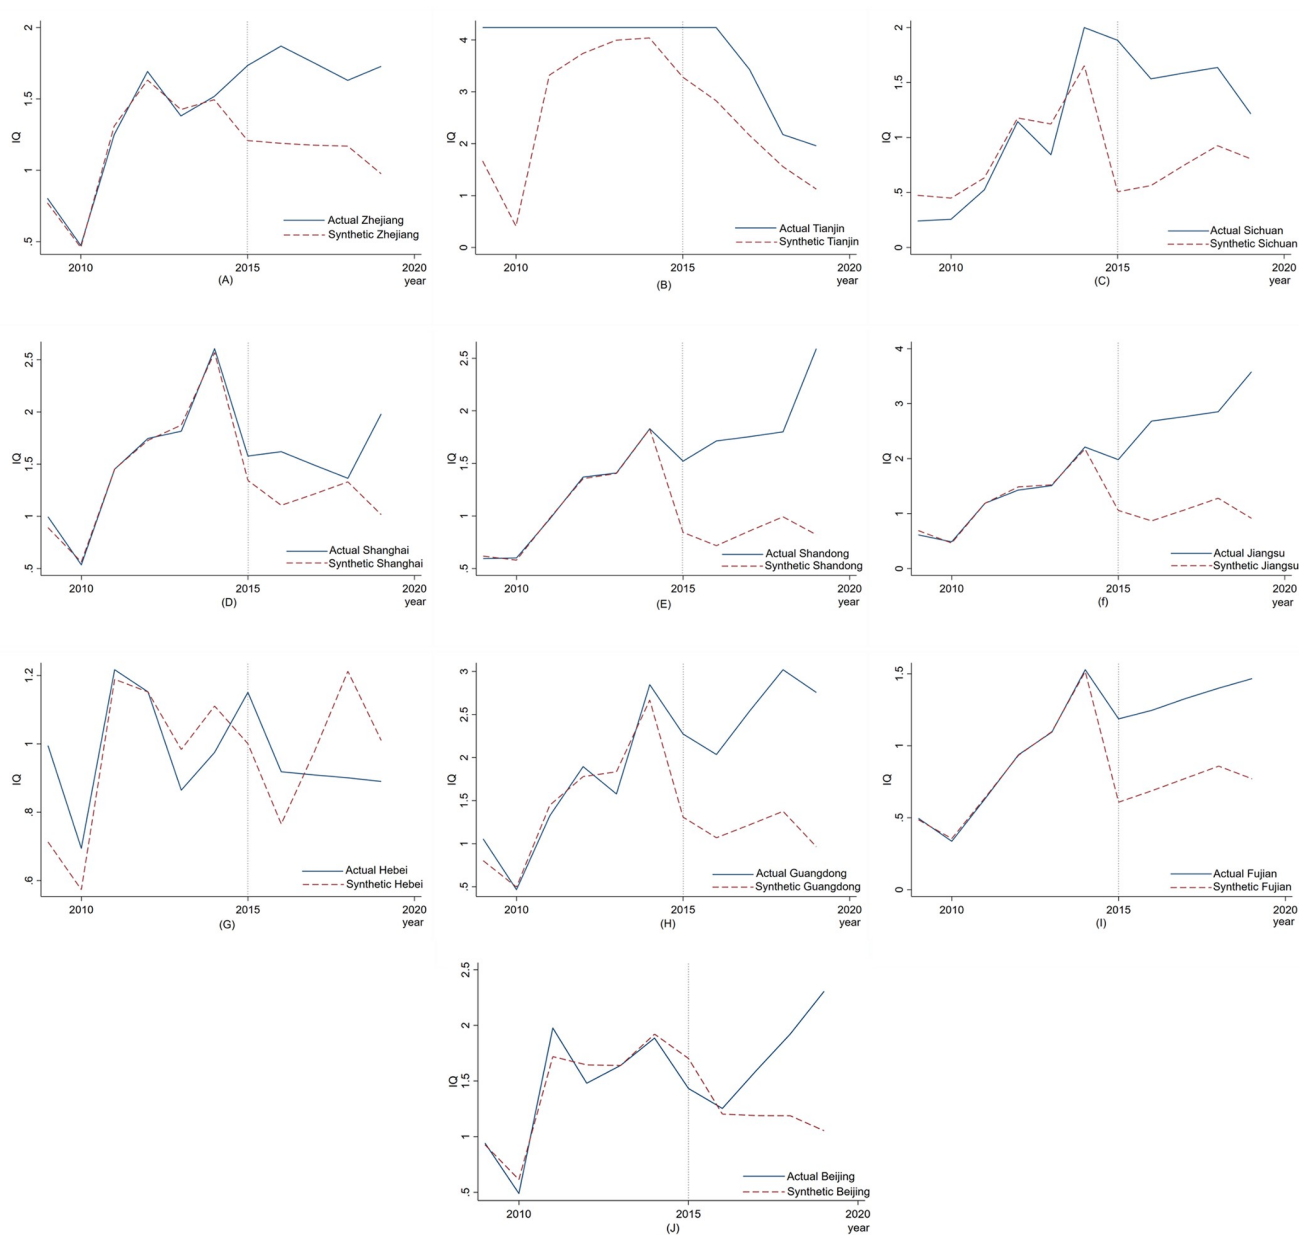 2
1.5
1
.5
IQ
Actual Zhejiang
Synthetic Zhejiang
2010 2015 2020
year
(A)
4
3
2
1
0
IQ
Actual Tianjin
Synthetic Tianjin
2010 2015 2020
year
(B)
2
1.5
1
.5
0
IQ
Actual Sichuan
Synthetic Sichuan
2010 2015 2020
year
(C)
2.5
2
1.5
1
.5
IQ
Actual Shanghai
Synthetic Shanghai
2010 2015 2020
year
(D)
2.5
2
1.5
1
.5
IQ
Actual Shandong
Synthetic Shandong
2010 2015 2020
year
(E)
4
3
2
1
0
IQ
Actual Jiangsu
Synthetic Jiangsu
2010 2015 2020
year
(f)
1.2
1
.8
.6
IQ
Actual Hebei
Synthetic Hebei
2010 2015 2020
year
(G)
3
2.5
2
1.5
1
.5
IQ
Actual Guangdong
Synthetic Guangdong
2010 2015 2020
year
(H)
1.5
1
.5
0
IQ
Actual Fujian
Synthetic Fujian
2010 2015 2020
year
(I)
2.5
2
1.5
1
.5
IQ
Actual Beijing
Synthetic Beijing
2010 2015 2020
year
(J)